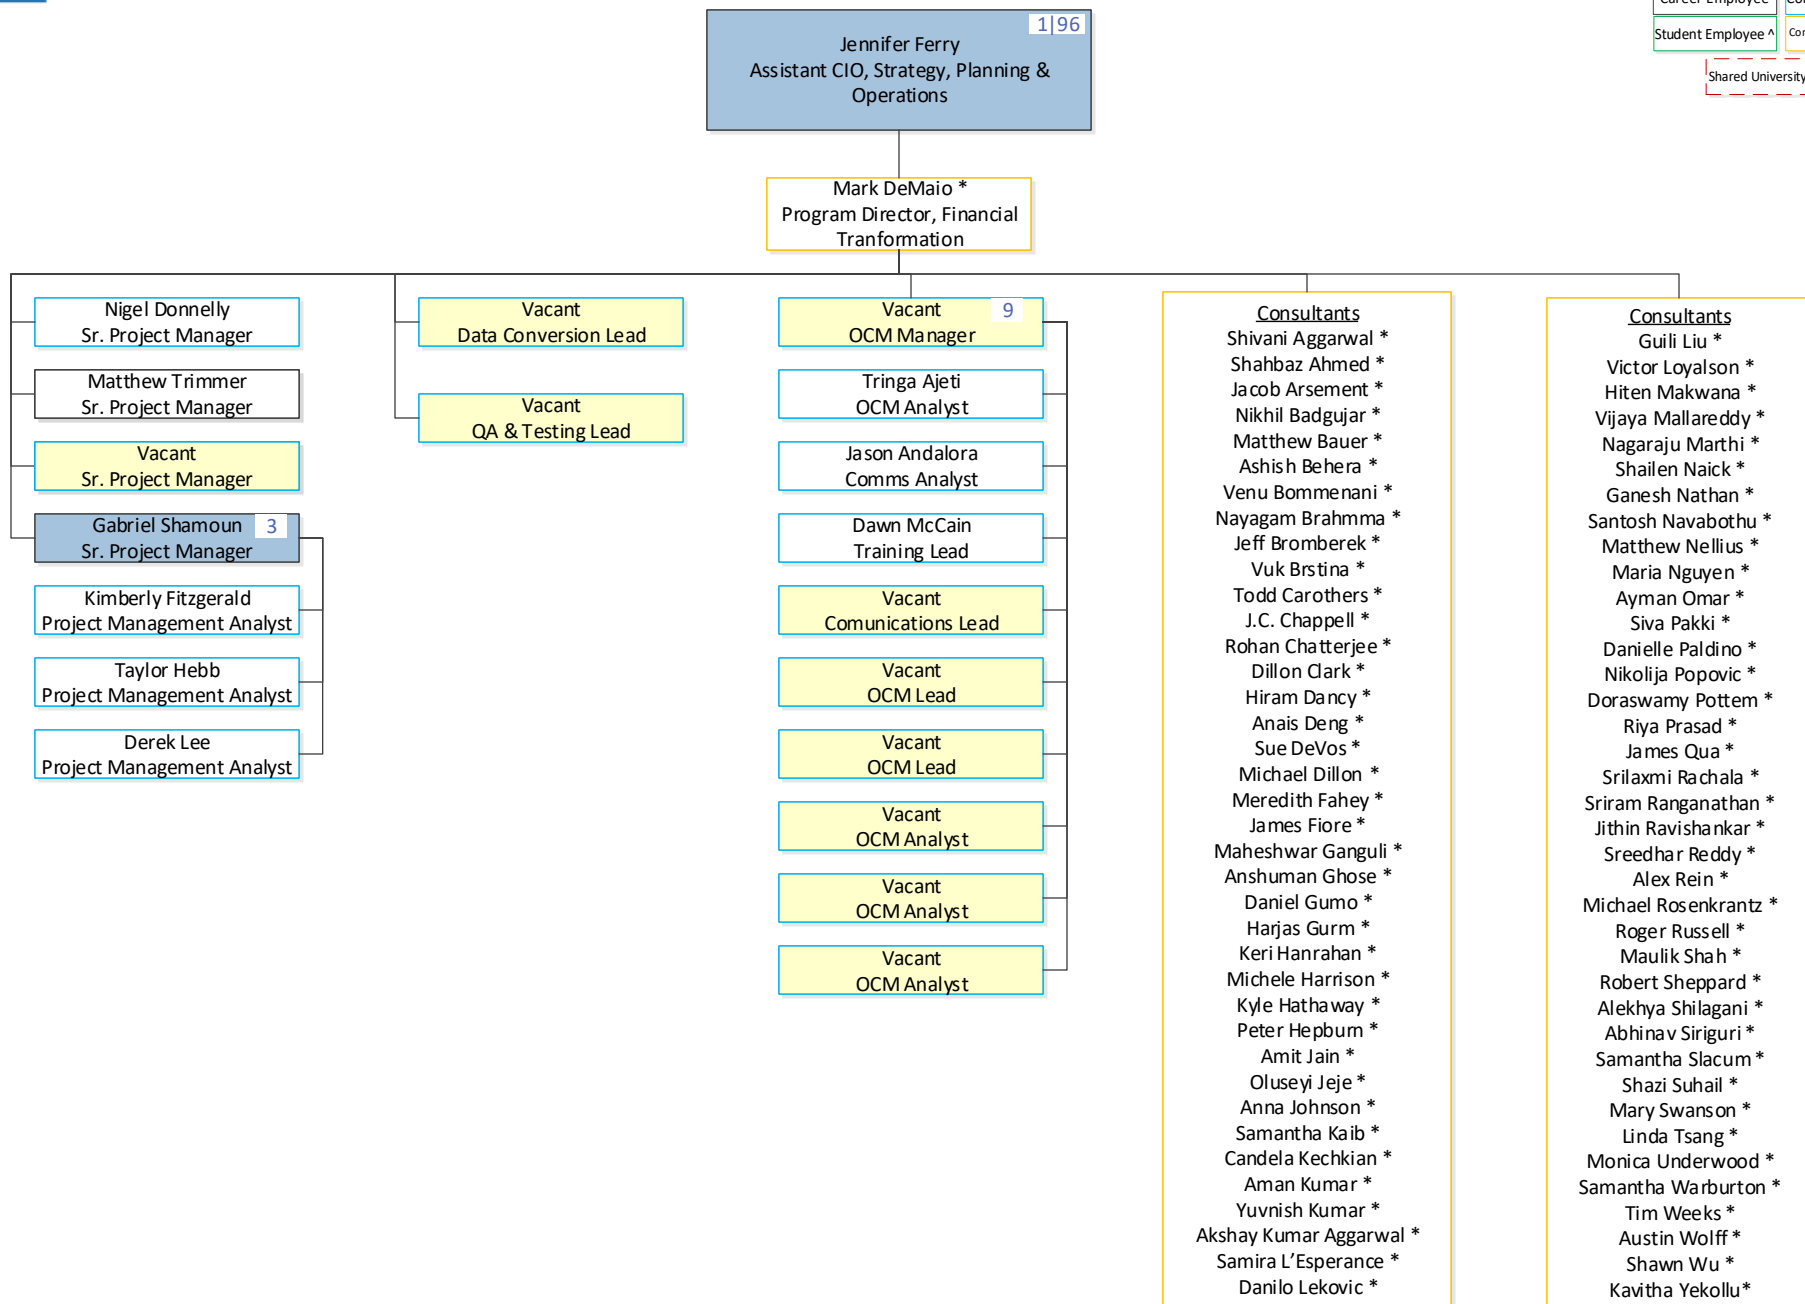 1|96
Jennifer Ferry
Assistant CIO, Strategy, Planning &
Operations
Student Employee ^
Shared University
Mark DeMaio *
Program Director, Financial
Tranformation
Nigel Donnelly
Sr. Project Manager
Matthew Trimmer
Sr. Project Manager
Vacant
Sr. Project Manager
Gabriel Shamoun 3
Sr. Project Manager
Kimberly Fitzgerald
Project Management Analyst
Taylor Hebb
Project Management Analyst
Derek Lee
Project Management Analyst
Vacant
Data Conversion Lead
Vacant
QA & Testing Lead
Vacant 9
OCM Manager
Tringa Ajeti
OCM Analyst
Jason Andalora
Comms Analyst
Dawn McCain
Training Lead
Vacant
Comunications Lead
Vacant
OCM Lead
Vacant
OCM Lead
Vacant
OCM Analyst
Vacant
OCM Analyst
Vacant
OCM Analyst
Consultants
Shivani Aggarwal *
Shahbaz Ahmed *
Jacob Arsement *
Nikhil Badgujar *
Matthew Bauer *
Ashish Behera *
Venu Bommenani *
Nayagam Brahmma *
Jeff Bromberek *
Vuk Brstina *
Todd Carothers *
J.C. Chappell *
Rohan Chatterjee *
Dillon Clark *
Hiram Dancy *
Anais Deng *
Sue DeVos *
Michael Dillon *
Meredith Fahey *
James Fiore *
Maheshwar Ganguli *
Anshuman Ghose *
Daniel Gumo *
Harjas Gurm *
Keri Hanrahan *
Michele Harrison *
Kyle Hathaway *
Peter Hepburn *
Amit Jain *
Oluseyi Jeje *
Anna Johnson *
Samantha Kaib *
Candela Kechkian *
Aman Kumar *
Yuvnish Kumar *
Akshay Kumar Aggarwal *
Samira L’Esperance *
Danilo Lekovic *
Consultants
Guili Liu *
Victor Loyalson *
Hiten Makwana *
Vijaya Mallareddy *
Nagaraju Marthi *
Shailen Naick *
Ganesh Nathan *
Santosh Navabothu *
Matthew Nellius *
Maria Nguyen *
Ayman Omar *
Siva Pakki *
Danielle Paldino *
Nikolija Popovic *
Doraswamy Pottem *
Riya Prasad *
James Qua *
Srilaxmi Rachala *
Sriram Ranganathan *
Jithin Ravishankar *
Sreedhar Reddy *
Alex Rein *
Michael Rosenkrantz *
Roger Russell *
Maulik Shah *
Robert Sheppard *
Alekhya Shilagani *
Abhinav Siriguri *
Samantha Slacum *
Shazi Suhail *
Mary Swanson *
Linda Tsang *
Monica Underwood *
Samantha Warburton *
Tim Weeks *
Austin Wolff *
Shawn Wu *
Kavitha Yekollu*